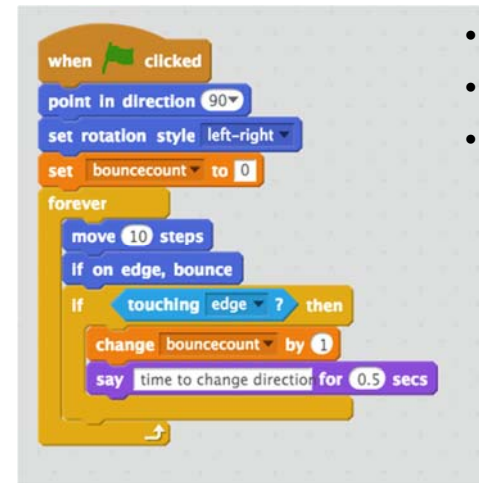 when clicked
point in direction 90
set rotation style left-right
set bouncecount to 0
forever
move 10 steps
if on edge, bounce
if touching edge ? then
change bouncecount by 1
say time to change direction for 0.5 secs